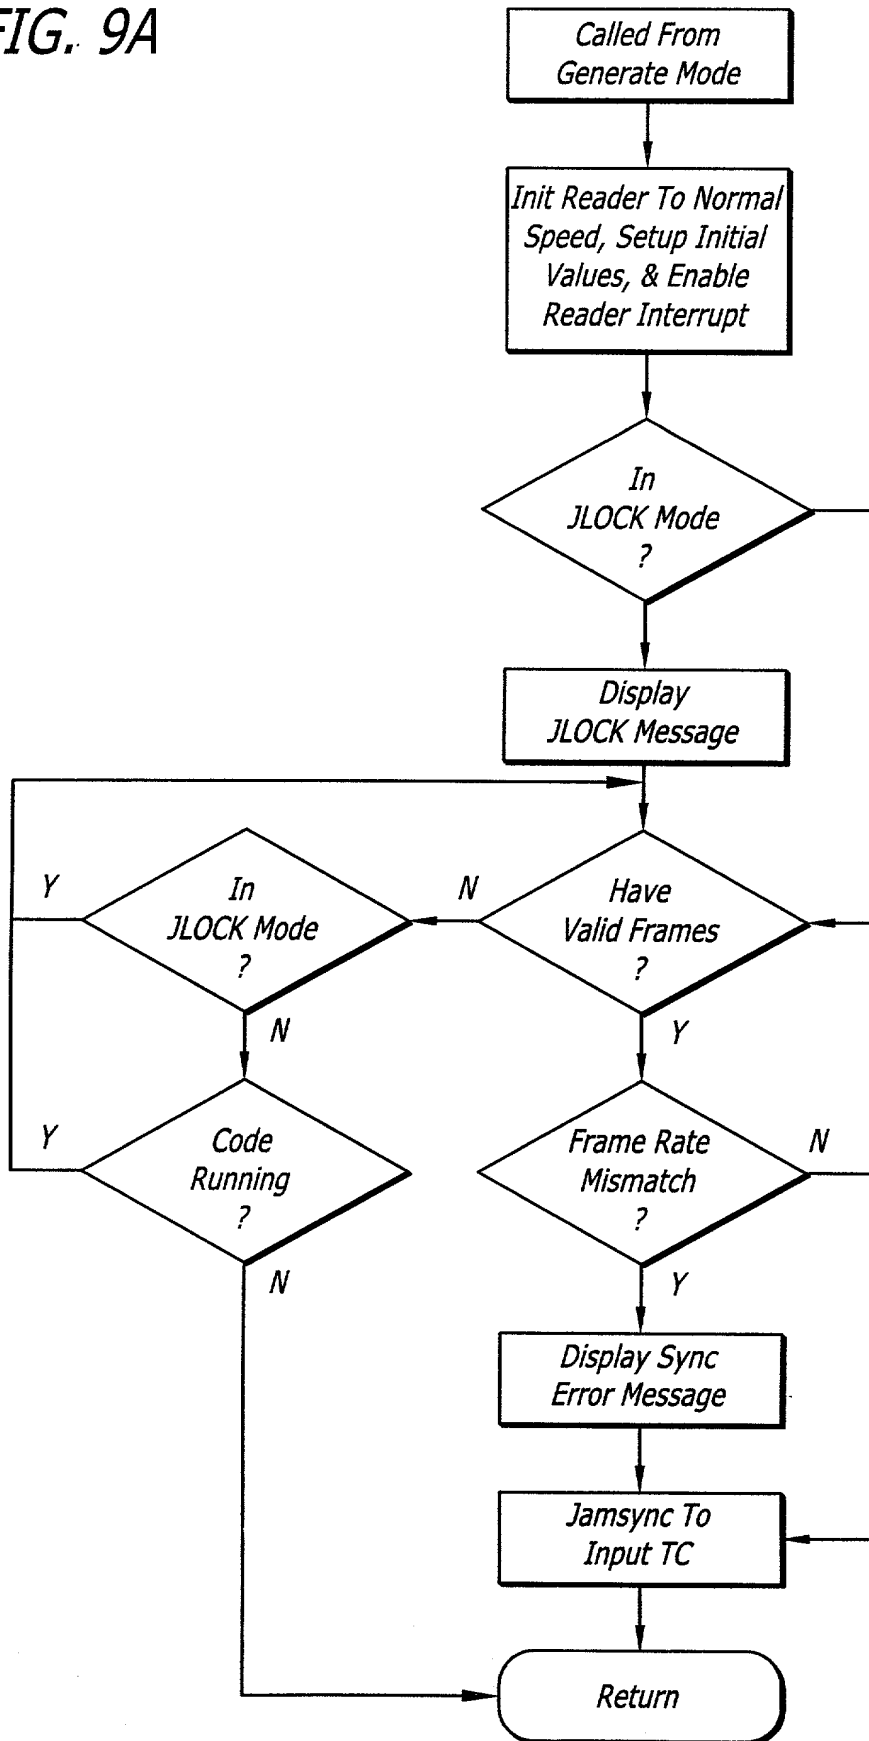 FIG. 9A
Called From
Generate Mode
Init Reader To Normal
Speed, Setup Initial
Values, & Enable
Reader Interrupt
In
JLOCK Mode
?
Display
JLOCK Message
Y
In
JLOCK Mode
?
N
Have
Valid Frames
?
N
Y
Y
Code
Running
?
Frame Rate
Mismatch
?
N
N
Y
Display Sync
Error Message
Jamsync To
Input TC
Return